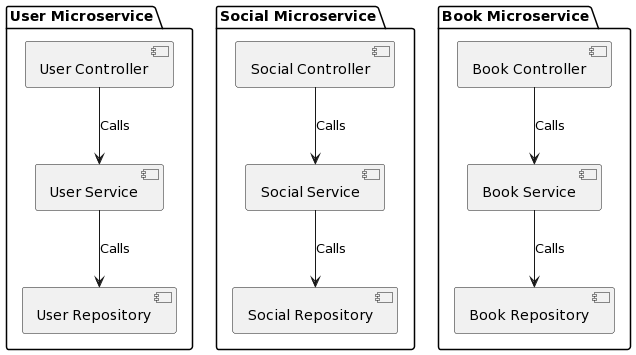 User Microservice
User Controller
Calls
User Service
Calls
User Repository
Social Microservice
Social Controller
Calls
Social Service
Calls
Social Repository
Book Microservice
Book Controller
Calls
Book Service
Calls
Book Repository